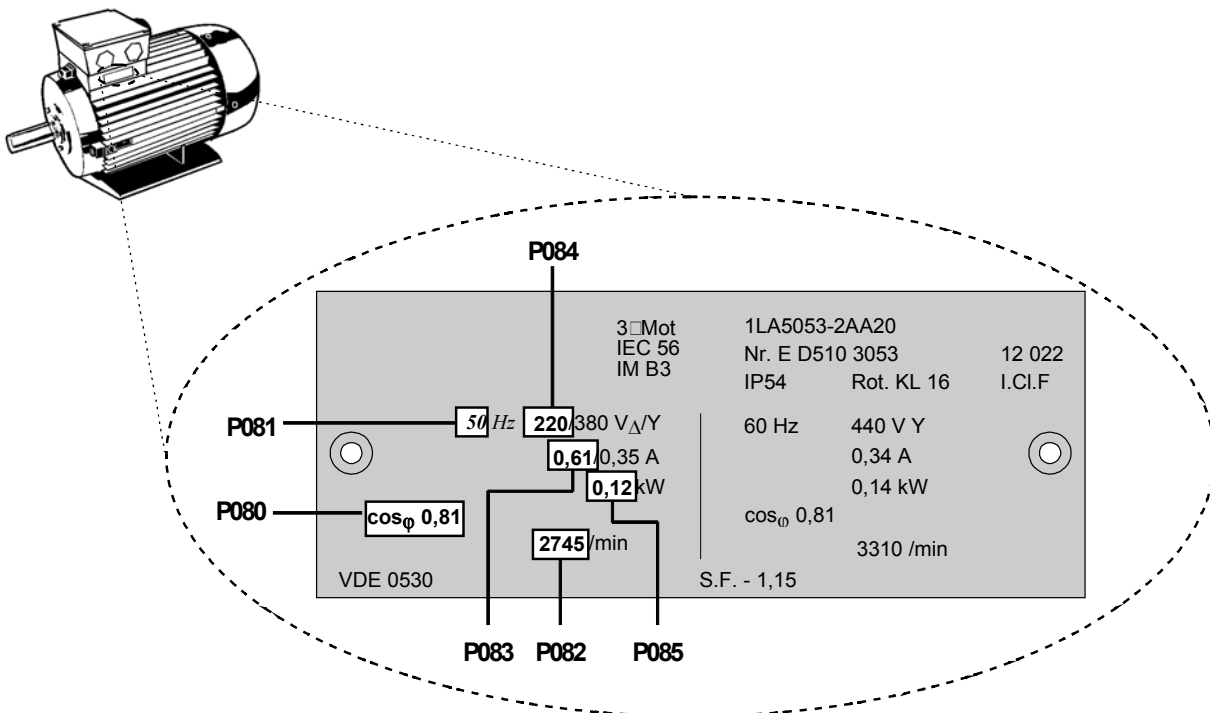 P084
3□Mot 1LA5053-2AA20
IEC 56 Nr. E D510 3053 12 022
IM B3 IP54 Rot. KL 16 I.Cl.F
P081 50 Hz 220/380 VΔ/Y 60 Hz 440 V Y
0,61/0,35 A 0,34 A
0,12kW 0,14 kW
P080 cosφ 0,81 cosφ 0,81
2745/min 3310 /min
VDE 0530 S.F. - 1,15
P083 P082 P085